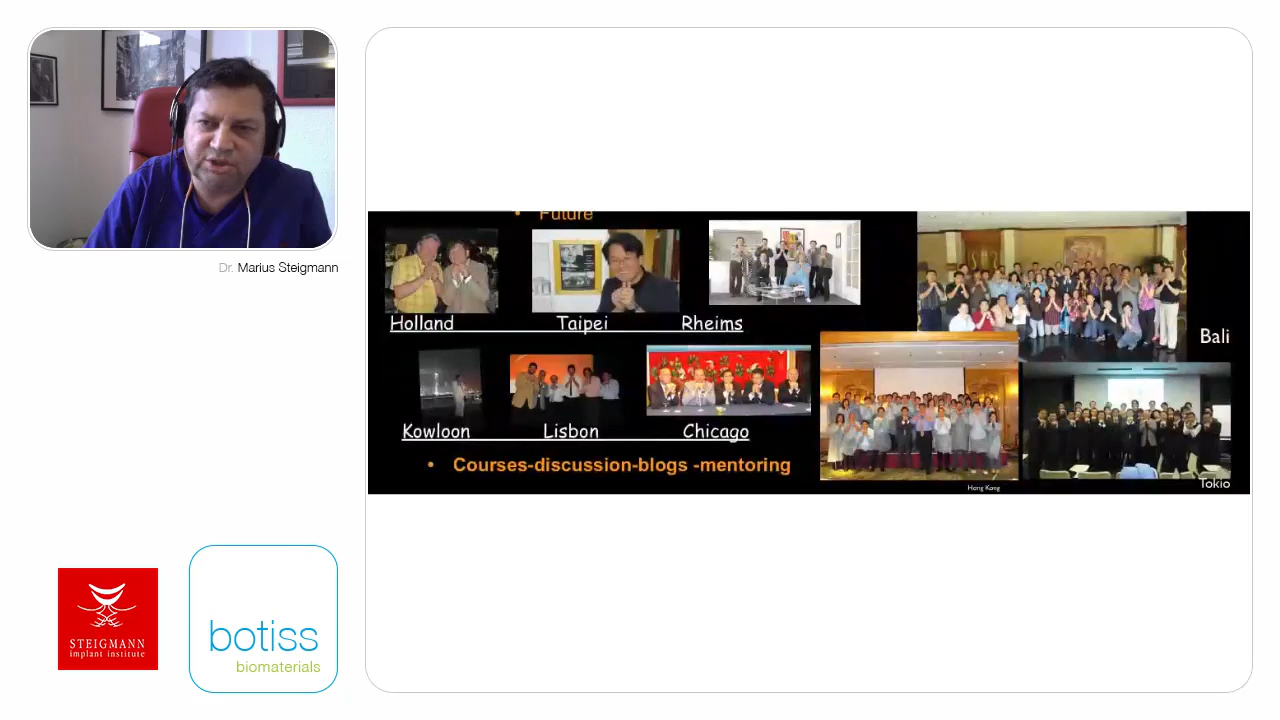 Dr. Marius Steigmann
STEIGMANN
implant institute
botiss
biomaterials
• Future
Holland Taipei Rheims
Bali
Kowloon Lisbon Chicago
• Courses-discussion-blogs -mentoring
Hong Kong
Tokio